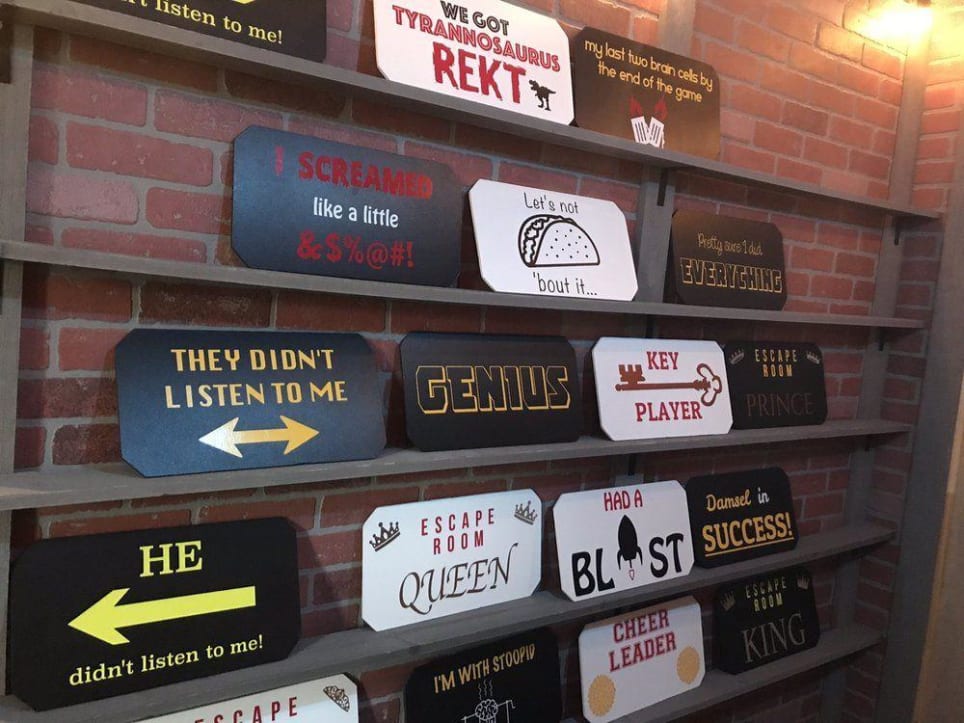 't listen to me!
WE GOT
TYRANNOSAURUS
REKT
my last two brain cells by
the end of the game
I SCREAMED
like a little
&$%@#!
Let's not
'bout it...
Pretty sure I did
EVERYTHING
THEY DIDN'T
LISTEN TO ME
GENIUS
KEY
PLAYER
ESCAPE
ROOM
PRINCE
HE
didn't listen to me!
ESCAPE
ROOM
QUEEN
HAD A
BLAST
Damsel in
SUCCESS!
I'M WITH STOOPID
CHEER
LEADER
ESCAPE
ROOM
KING
ESCAPE